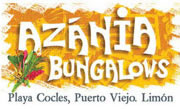 AZÁNIA
BUNGALOWS
Playa Cocles, Puerto Viejo. Limón